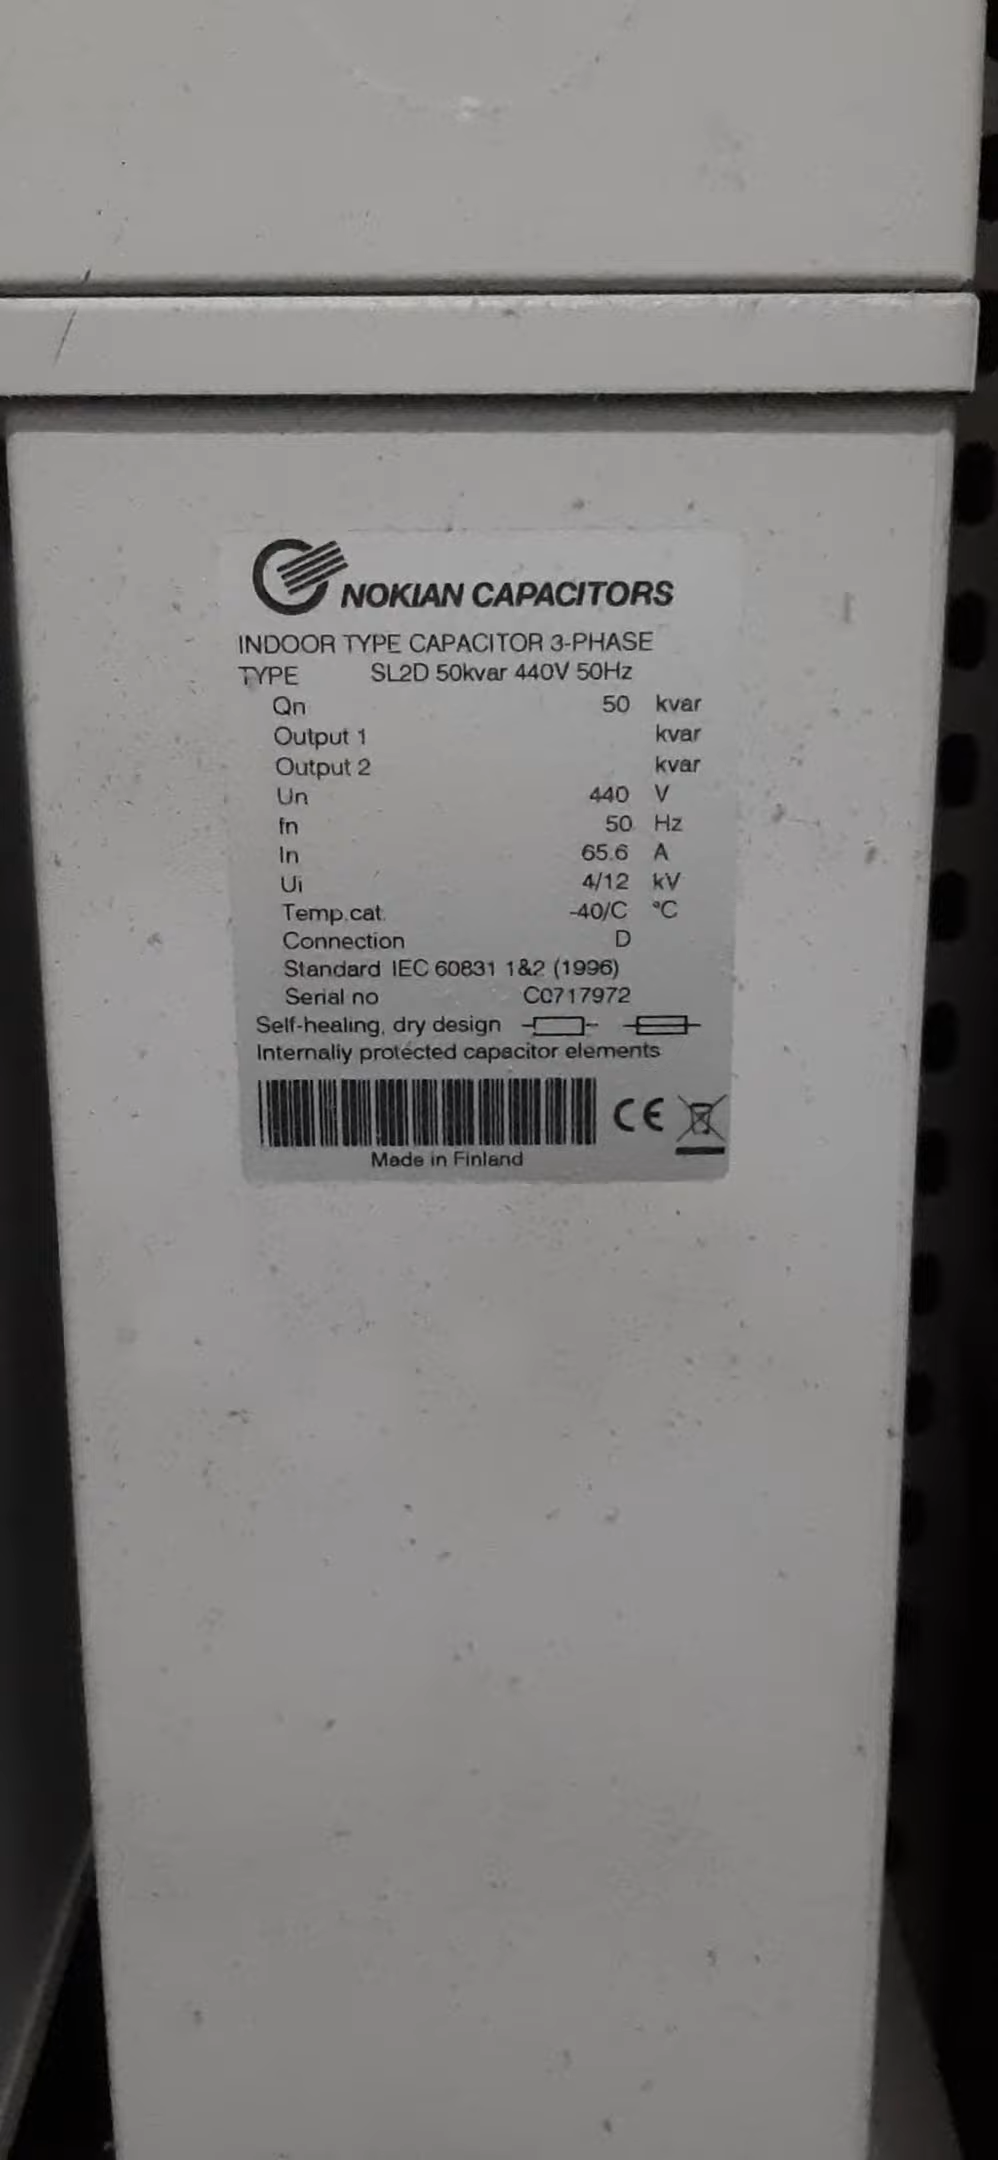 NOKIAN CAPACITORS
INDOOR TYPE CAPACITOR 3-PHASE
TYPE SL2D 50kvar 440V 50Hz
Qn 50 kvar
Output 1 kvar
Output 2 kvar
Un 440 V
fn 50 Hz
In 65.6 A
Ui 4/12 kV
Temp.cat. -40/C °C
Connection D
Standard IEC 60831 1&2 (1996)
Serial no C0717972
Self-healing, dry design
Internally protected capacitor elements
CE
Made in Finland